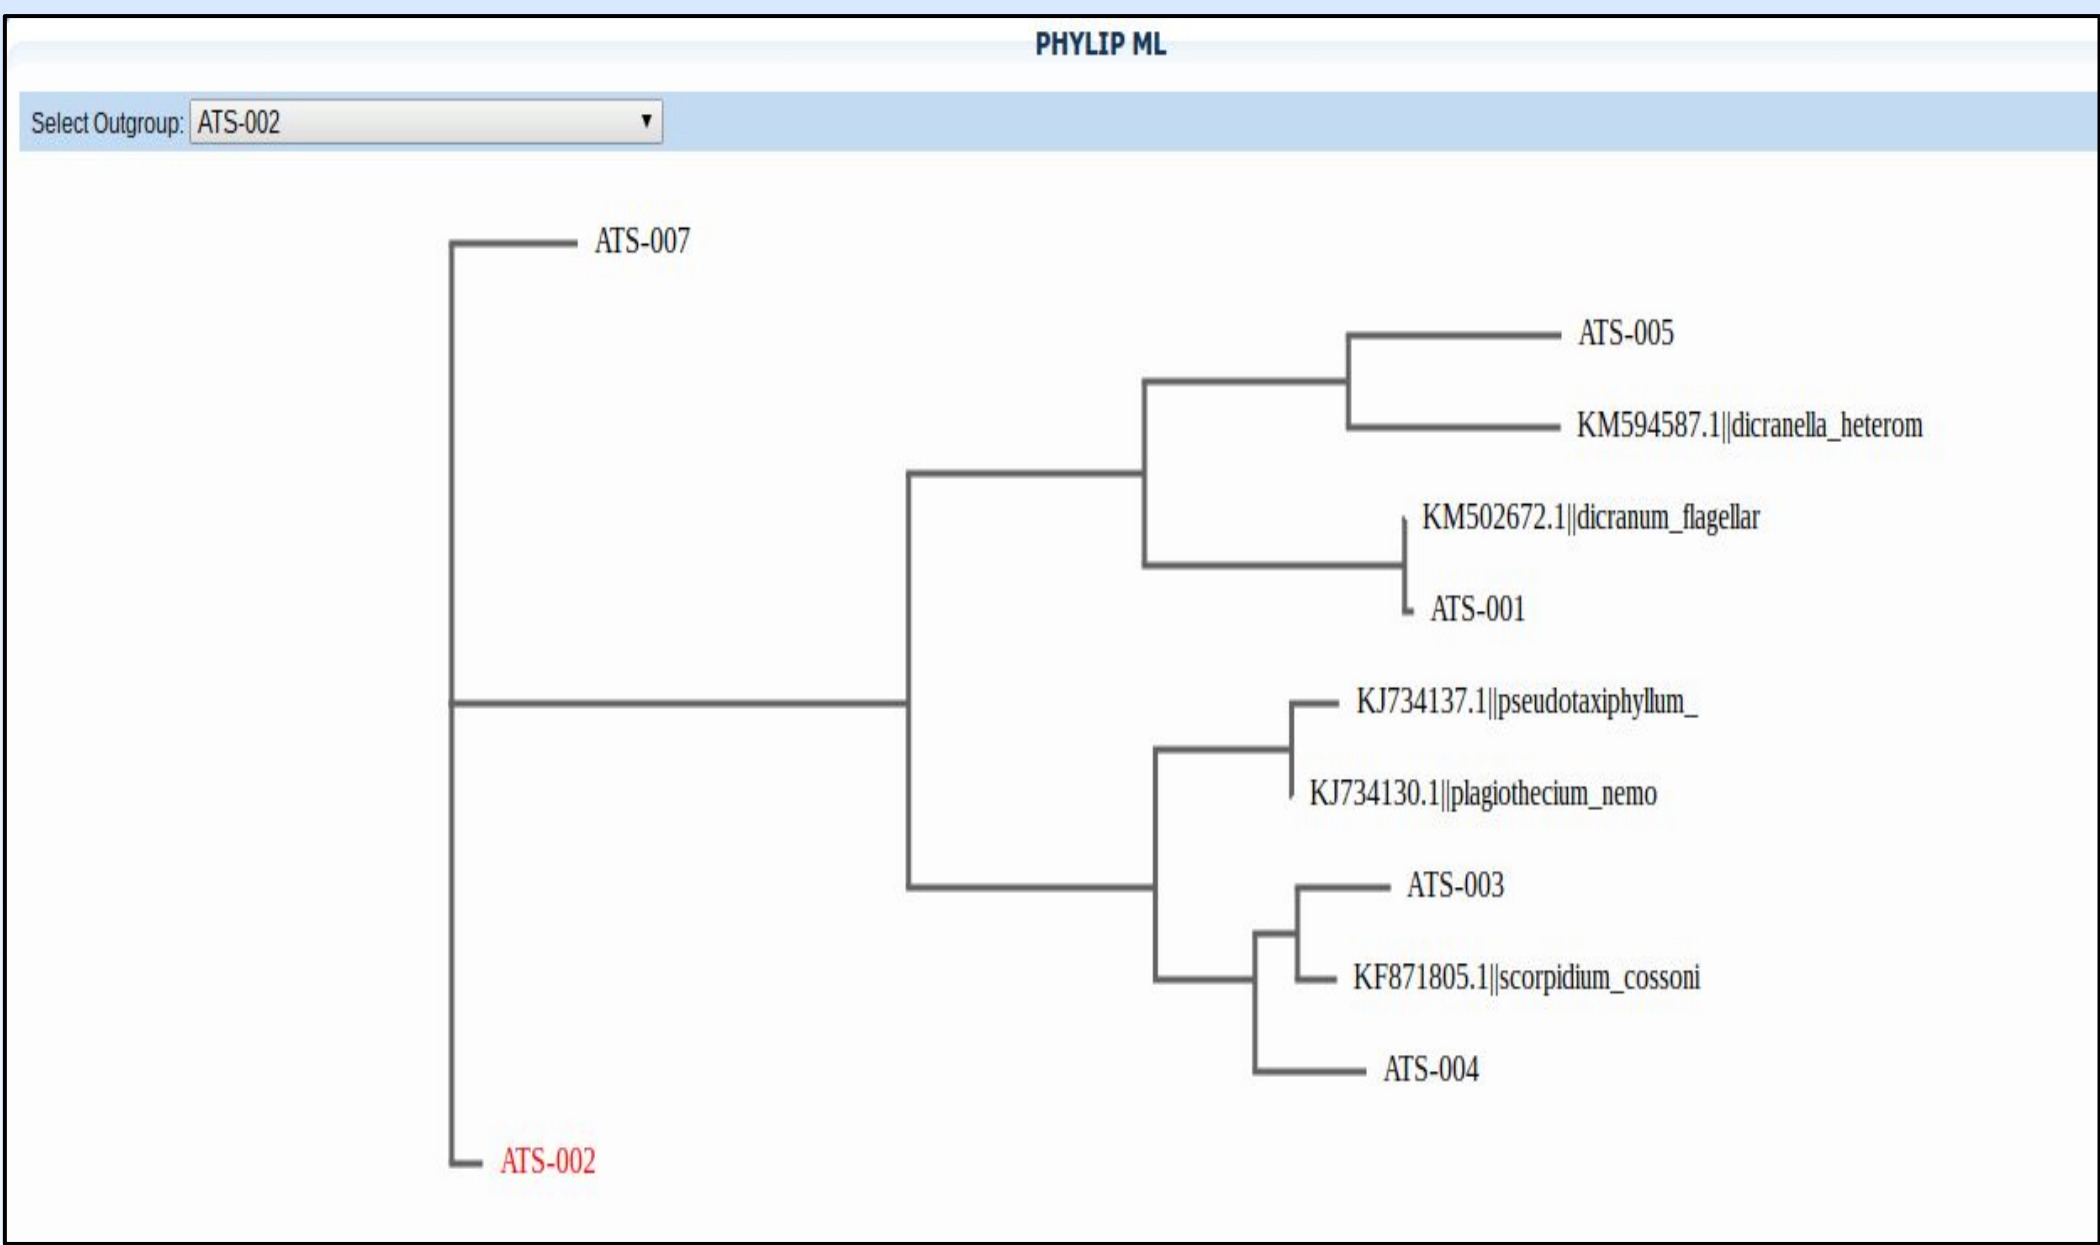 PHYLIP ML
Select Outgroup: ATS-002
ATS-007
ATS-005
KM594587.1||dicranella_heterom
KM502672.1||dicranum_flagellar
ATS-001
KJ734137.1||pseudotaxiphyllum_
KJ734130.1||plagiothecium_nemo
ATS-003
KF871805.1||scorpidium_cossoni
ATS-004
ATS-002